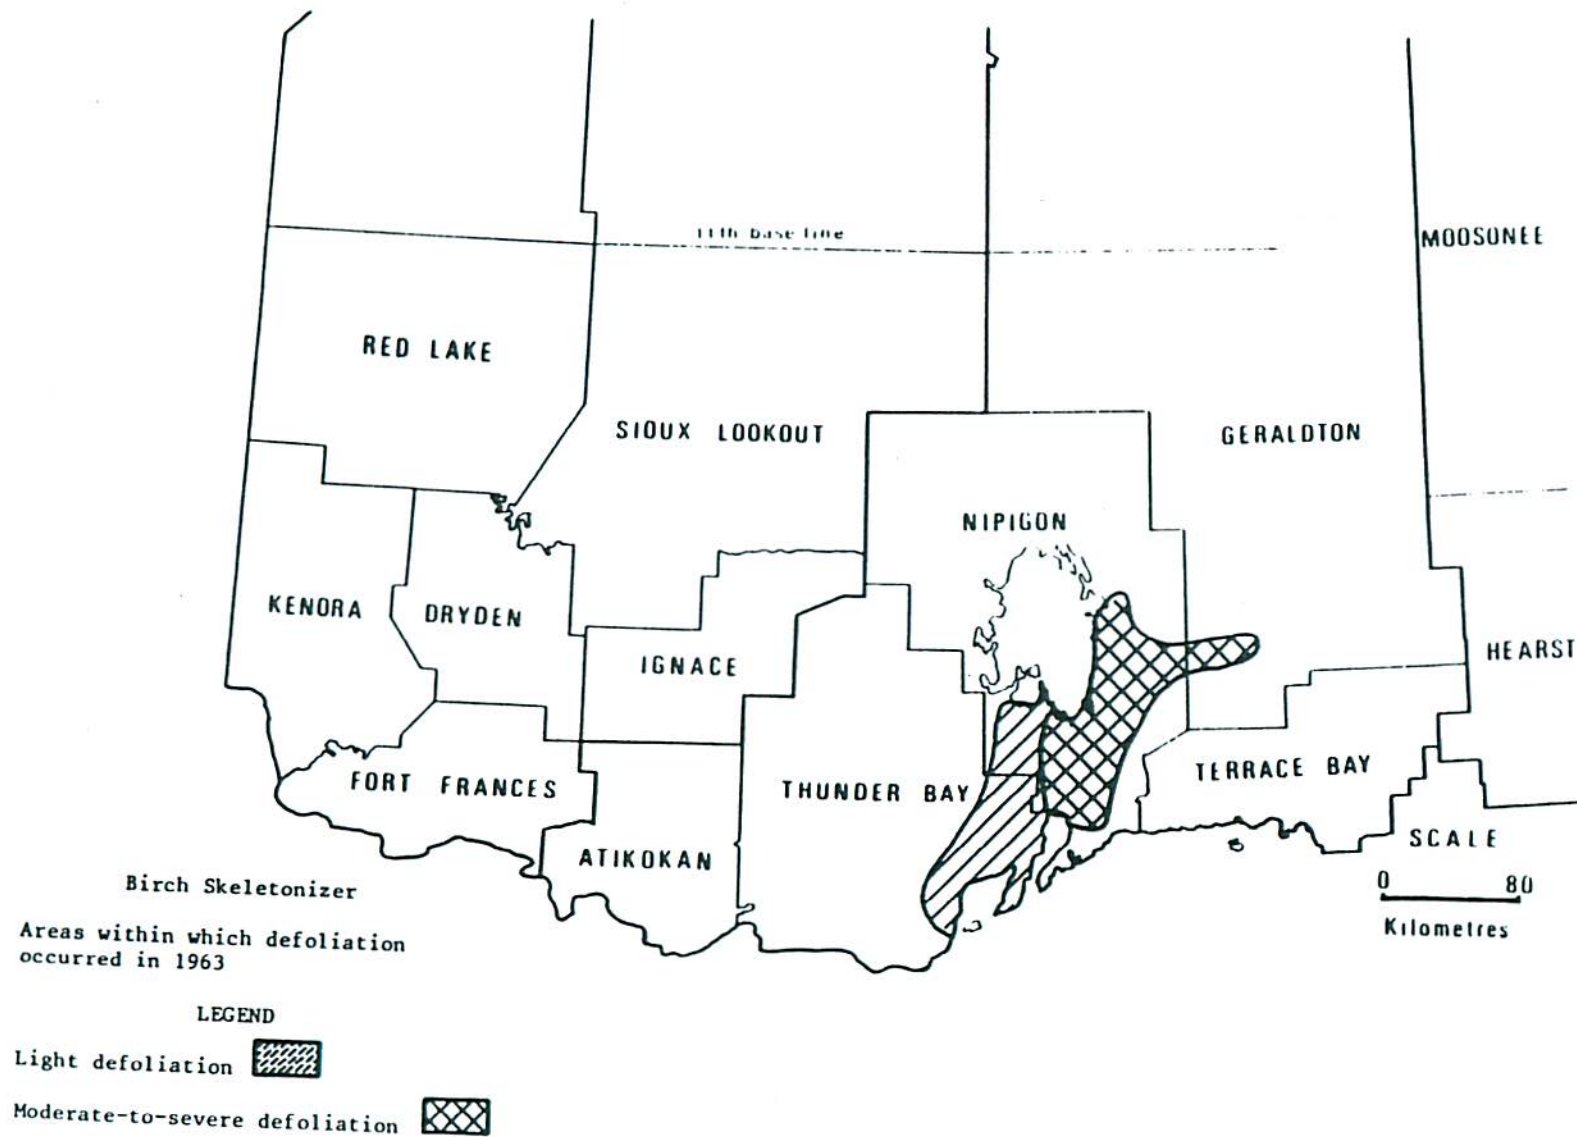 11th base line
MOOSONEE
RED LAKE
SIOUX LOOKOUT
GERALDTON
NIPIGON
KENORA
DRYDEN
IGNACE
HEARST
FORT FRANCES
THUNDER BAY
TERRACE BAY
ATIKOKAN
SCALE
0 80
Kilometres
Birch Skeletonizer
Areas within which defoliation
occurred in 1963
LEGEND
Light defoliation
Moderate-to-severe defoliation